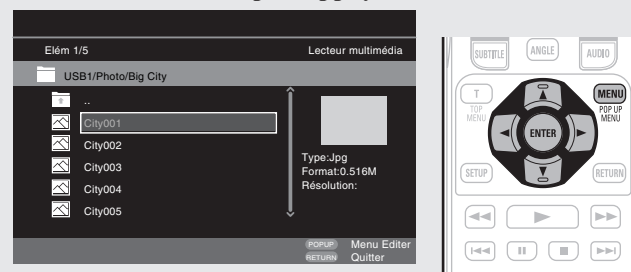 Elém 1/5
Lecteur multimédia
USB1/Photo/Big City
..
City001
City002
City003
City004
City005
Type:Jpg
Format:0.516M
Résolution:
POPUP Menu Editer
RETURN Quitter
SUBTITLE
ANGLE
AUDIO
T
TOP
MENU
MENU
POP UP
MENU
ENTER
SETUP
RETURN